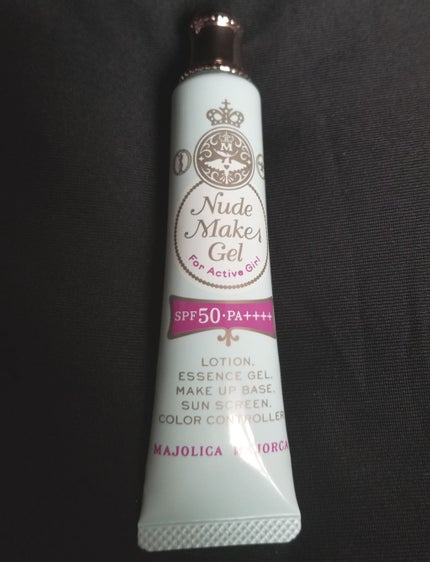 M
Nude
Make
Gel
For Active Girl
SPF50·PA++++
LOTION,
ESSENCE GEL,
MAKE UP BASE,
SUN SCREEN,
COLOR CONTROLLER
MAJOLICA MAJORCA